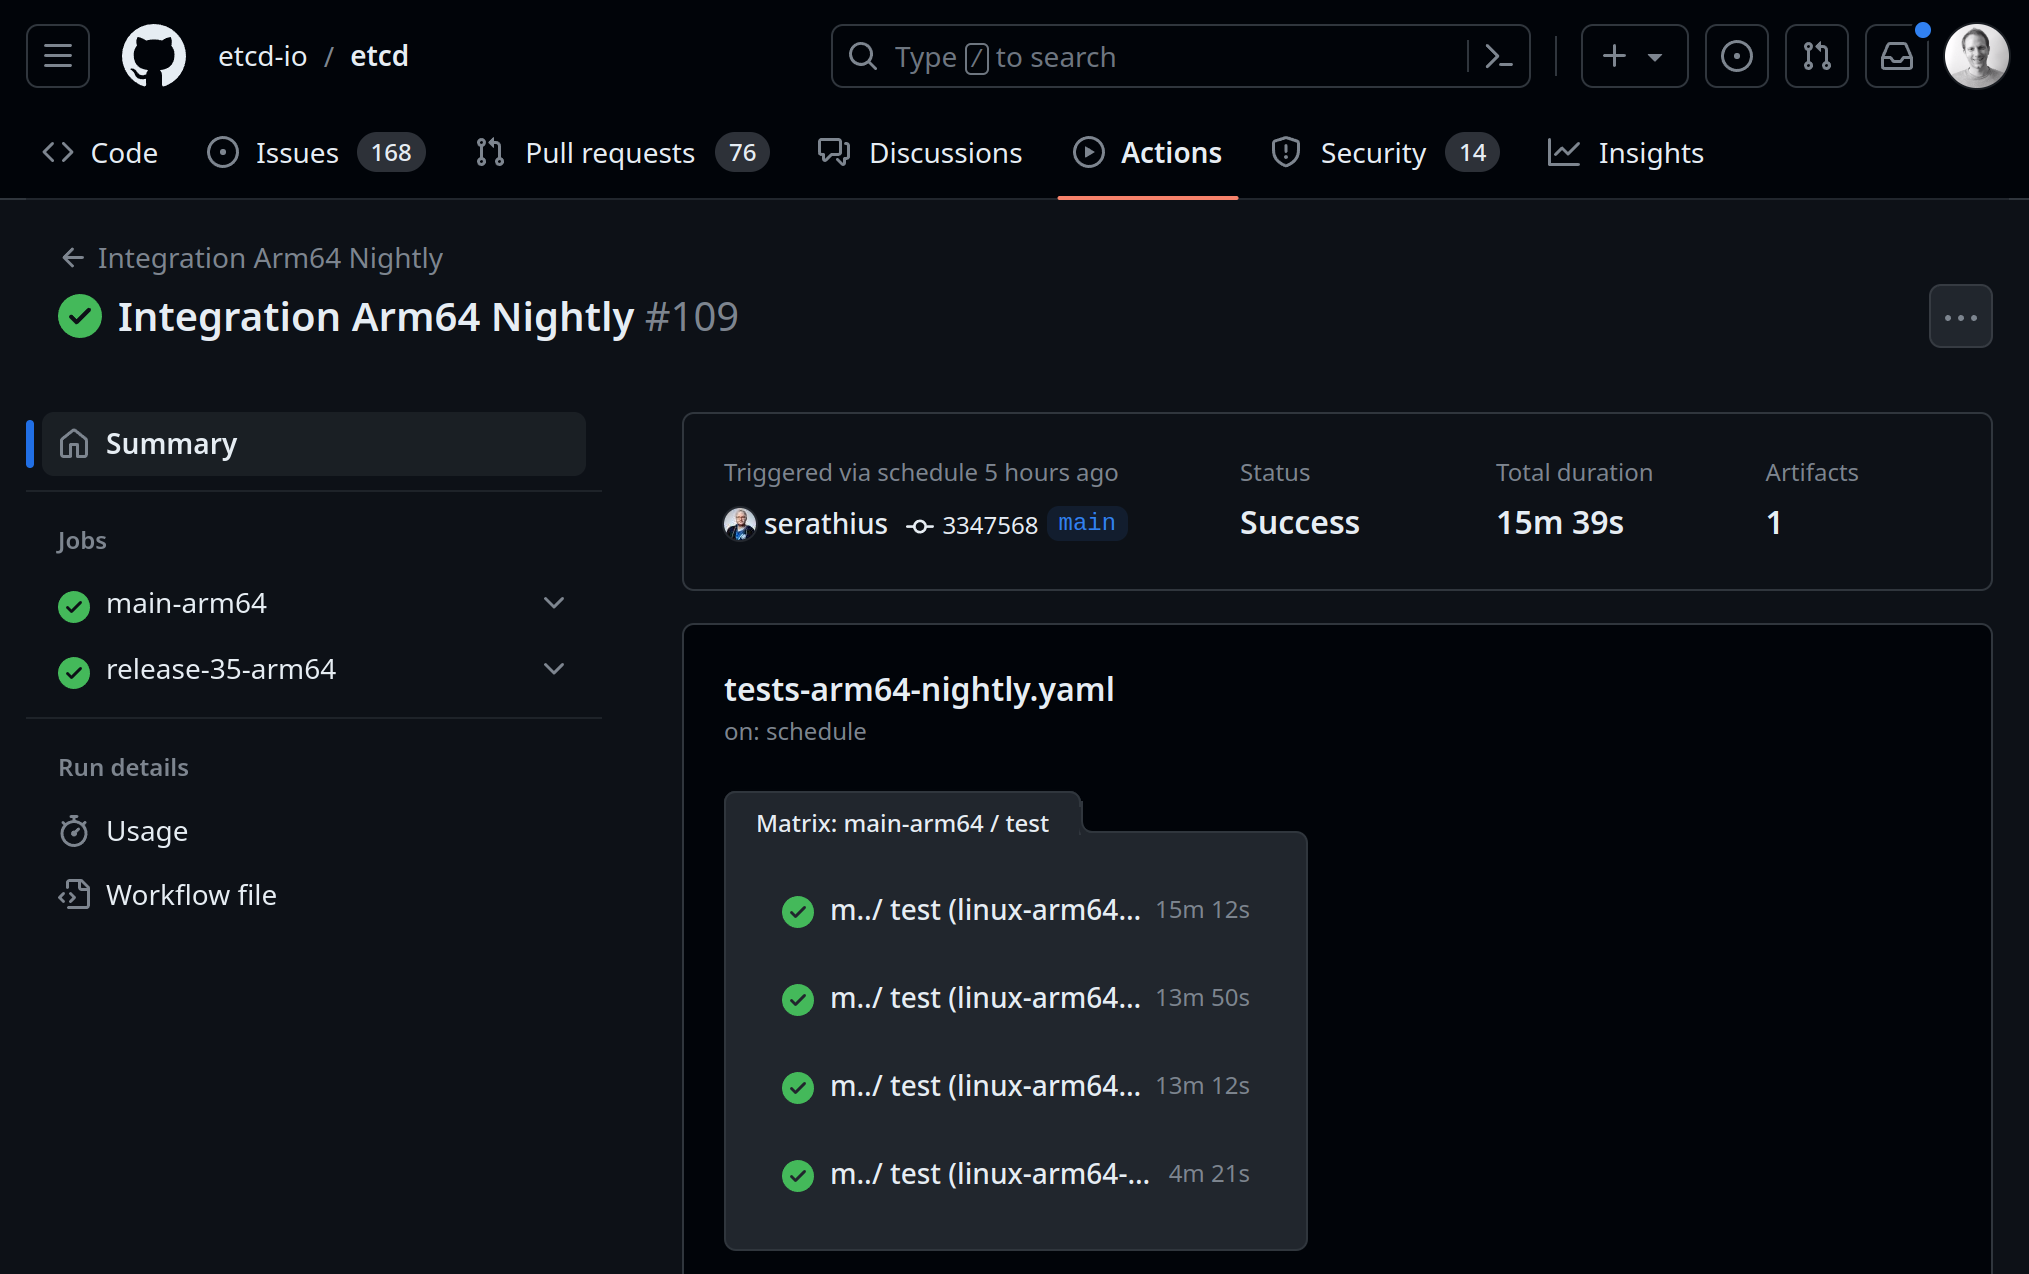 etcd-io / etcd
Type / to search
Code
Issues 168
Pull requests 76
Discussions
Actions
Security 14
Insights
Integration Arm64 Nightly
Integration Arm64 Nightly #109
Summary
Jobs
main-arm64
release-35-arm64
Run details
Usage
Workflow file
Triggered via schedule 5 hours ago
serathius 3347568 main
Status
Success
Total duration
15m 39s
Artifacts
1
tests-arm64-nightly.yaml
on: schedule
Matrix: main-arm64 / test
m../ test (linux-arm64... 15m 12s
m../ test (linux-arm64... 13m 50s
m../ test (linux-arm64... 13m 12s
m../ test (linux-arm64-... 4m 21s